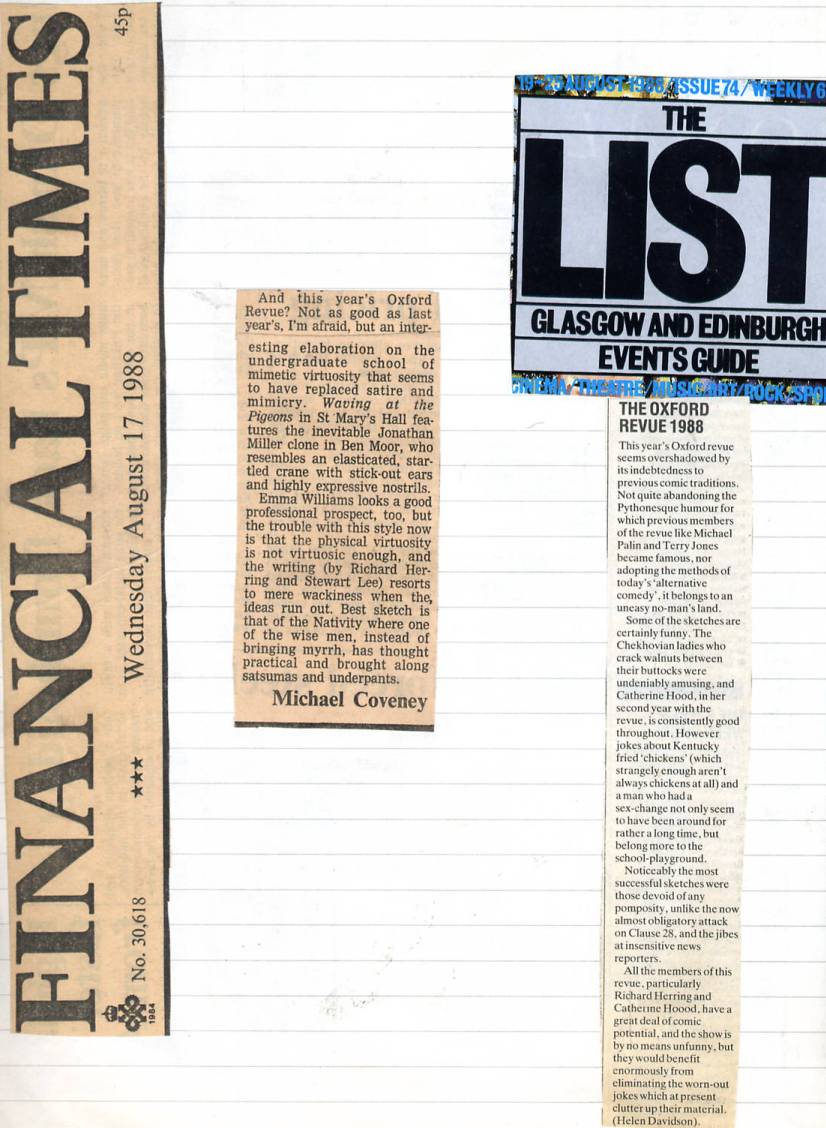 FINANCIAL TIMES
45p
Wednesday August 17 1988
★★★
No. 30,618
1984
And this year's Oxford
Revue? Not as good as last
year's, I'm afraid, but an inter-
esting elaboration on the
undergraduate school of
mimetic virtuosity that seems
to have replaced satire and
mimicry. Waving at the
Pigeons in St Mary's Hall fea-
tures the inevitable Jonathan
Miller clone in Ben Moor, who
resembles an elasticated, star-
tled crane with stick-out ears
and highly expressive nostrils.
Emma Williams looks a good
professional prospect, too, but
the trouble with this style now
is that the physical virtuosity
is not virtuosic enough, and
the writing (by Richard Her-
ring and Stewart Lee) resorts
to mere wackiness when the
ideas run out. Best sketch is
that of the Nativity where one
of the wise men, instead of
bringing myrrh, has thought
practical and brought along
satsumas and underpants.
Michael Coveney
19-25 AUGUST 1988/ISSUE 74/WEEKLY 6
THE
LIST
GLASGOW AND EDINBURGH
EVENTS GUIDE
CINEMA/THEATRE/MUSIC/ART/ROCK/SPO
THE OXFORD
REVUE 1988
This year's Oxford revue
seems overshadowed by
its indebtedness to
previous comic traditions.
Not quite abandoning the
Pythonesque humour for
which previous members
of the revue like Michael
Palin and Terry Jones
became famous, nor
adopting the methods of
today's 'alternative
comedy', it belongs to an
uneasy no-man's land.
Some of the sketches are
certainly funny. The
Chekhovian ladies who
crack walnuts between
their buttocks were
undeniably amusing, and
Catherine Hood, in her
second year with the
revue, is consistently good
throughout. However
jokes about Kentucky
fried 'chickens' (which
strangely enough aren't
always chickens at all) and
a man who had a
sex-change not only seem
to have been around for
rather a long time, but
belong more to the
school-playground.
Noticeably the most
successful sketches were
those devoid of any
pomposity, unlike the now
almost obligatory attack
on Clause 28, and the jibes
at insensitive news
reporters.
All the members of this
revue, particularly
Richard Herring and
Catherine Hoood, have a
great deal of comic
potential, and the show is
by no means unfunny, but
they would benefit
enormously from
eliminating the worn-out
jokes which at present
clutter up their material.
(Helen Davidson).